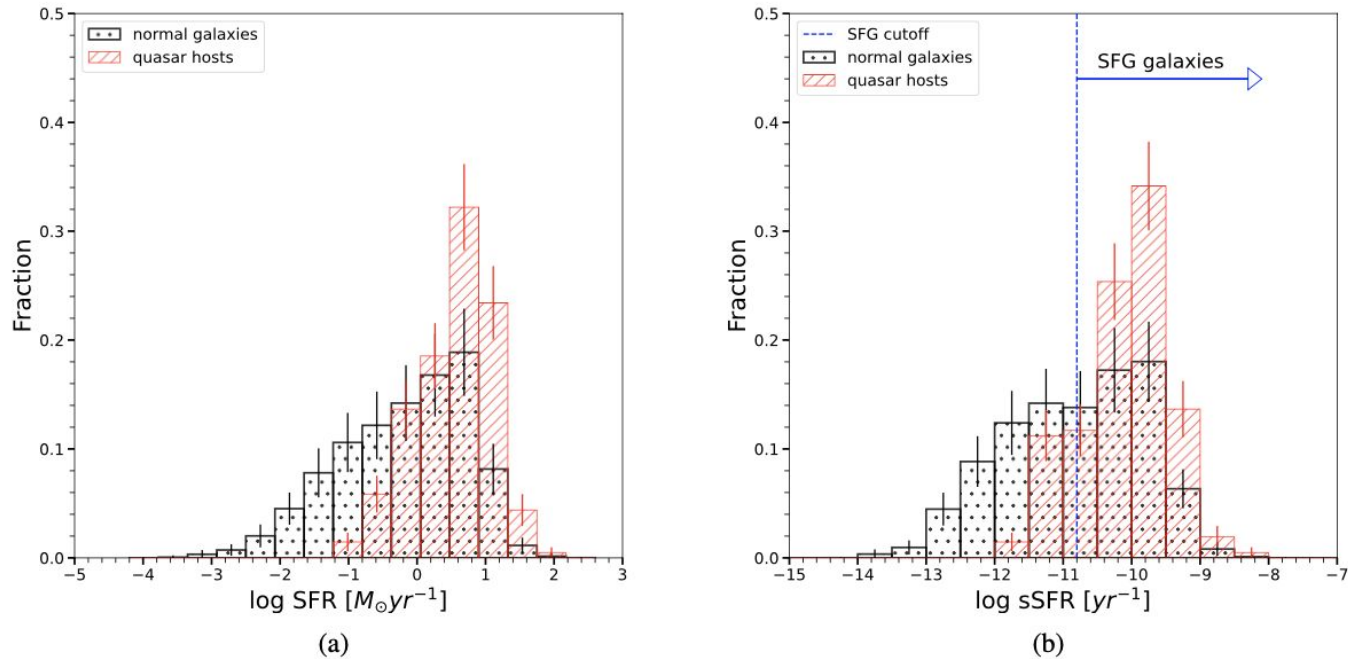 0.5
0.4
0.3
0.2
0.1
0.0
Fraction
normal galaxies
quasar hosts
−5 −4 −3 −2 −1 0 1 2 3
log SFR [M⊙yr⁻¹]
(a)
0.5
0.4
0.3
0.2
0.1
0.0
Fraction
SFG cutoff
normal galaxies
quasar hosts
SFG galaxies
−15 −14 −13 −12 −11 −10 −9 −8 −7
log sSFR [yr⁻¹]
(b)